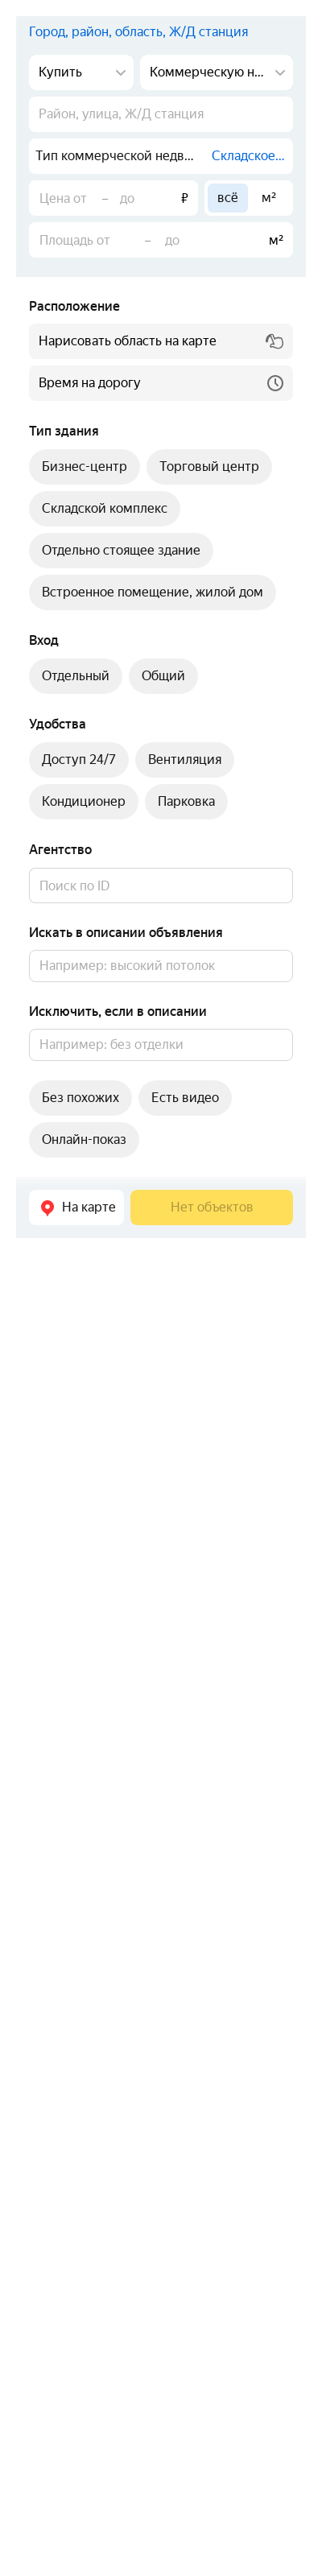 Город, район, область, Ж/Д станция
Купить
Коммерческую н...
Район, улица, Ж/Д станция
Тип коммерческой недв... Складское...
Цена от – до ₽ всё м²
Площадь от – до м²
Расположение
Нарисовать область на карте
Время на дорогу
Тип здания
Бизнес-центр
Торговый центр
Складской комплекс
Отдельно стоящее здание
Встроенное помещение, жилой дом
Вход
Отдельный
Общий
Удобства
Доступ 24/7
Вентиляция
Кондиционер
Парковка
Агентство
Поиск по ID
Искать в описании объявления
Например: высокий потолок
Исключить, если в описании
Например: без отделки
Без похожих
Есть видео
Онлайн-показ
На карте
Нет объектов